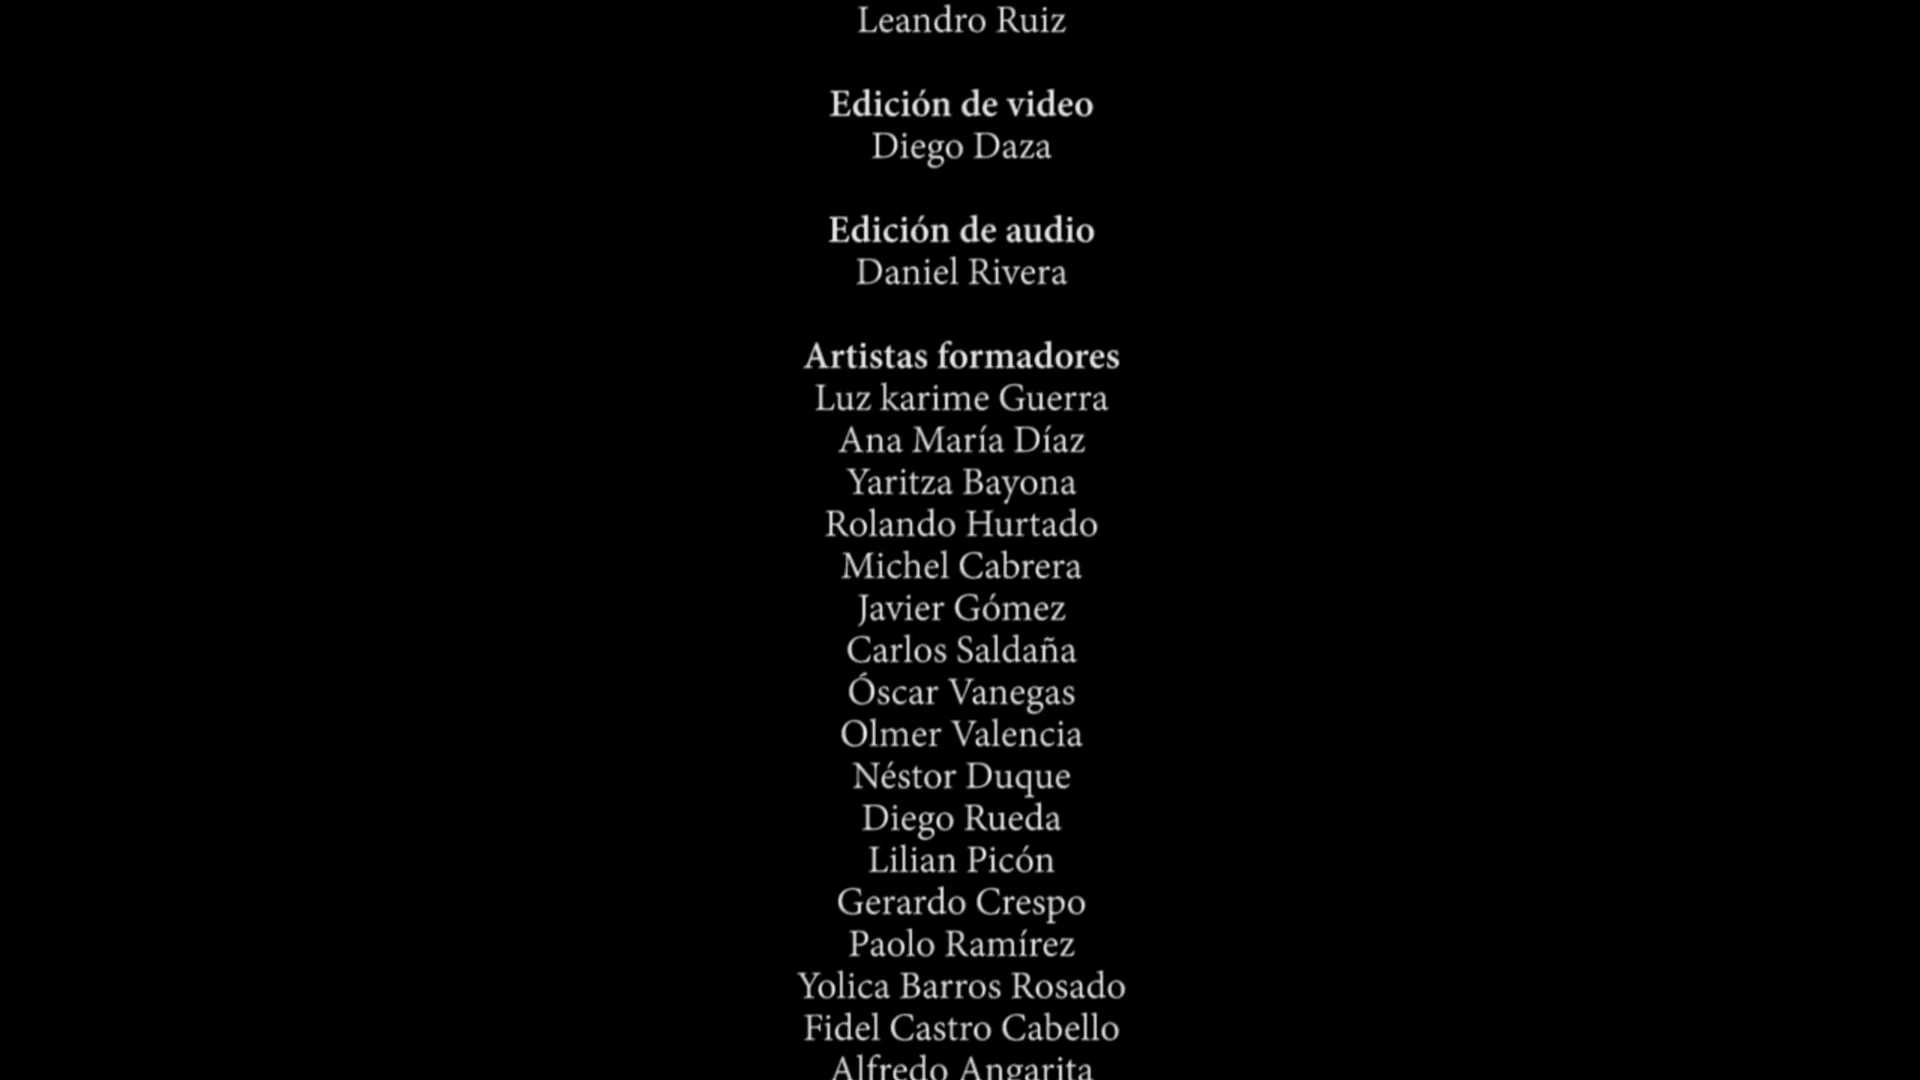 Leandro Ruiz
Edición de video
Diego Daza
Edición de audio
Daniel Rivera
Artistas formadores
Luz karime Guerra
Ana María Díaz
Yaritza Bayona
Rolando Hurtado
Michel Cabrera
Javier Gómez
Carlos Saldaña
Óscar Vanegas
Olmer Valencia
Néstor Duque
Diego Rueda
Lilian Picón
Gerardo Crespo
Paolo Ramírez
Yolica Barros Rosado
Fidel Castro Cabello
Alfredo Angarita